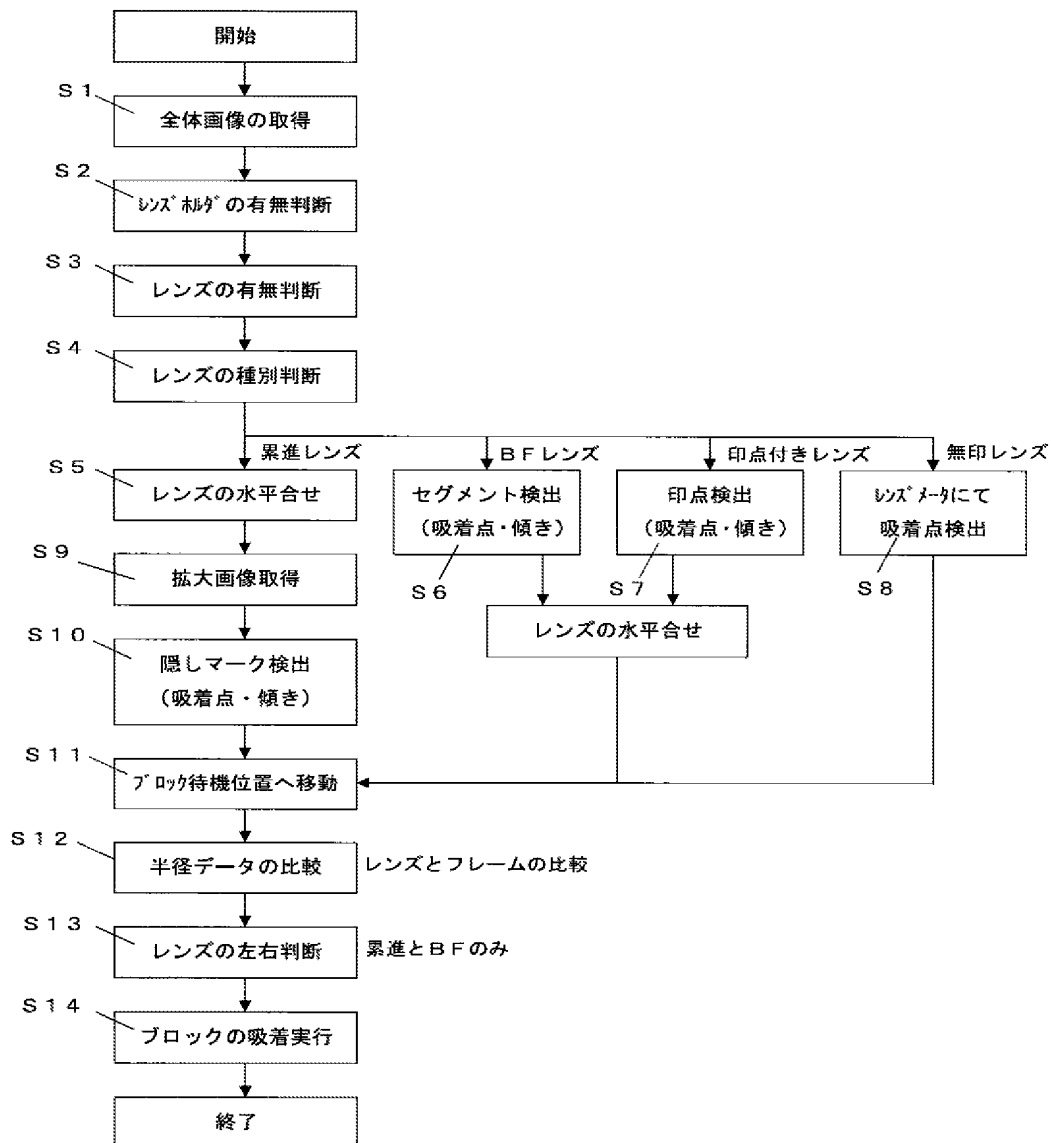 開始
S1
全体画像の取得
S2
ﾚﾝｽﾞﾎﾙﾀﾞの有無判断
S3
レンズの有無判断
S4
レンズの種別判断
累進レンズ
BFレンズ
印点付きレンズ
無印レンズ
S5
レンズの水平合せ
セグメント検出
(吸着点・傾き)
S6
印点検出
(吸着点・傾き)
S7
ﾚﾝｽﾞﾒｰﾀにて
吸着点検出
S8
S9
拡大画像取得
レンズの水平合せ
S10
隠しマーク検出
(吸着点・傾き)
S11
ﾌﾞﾛｯｸ待機位置へ移動
S12
半径データの比較
レンズとフレームの比較
S13
レンズの左右判断
累進とBFのみ
S14
ブロックの吸着実行
終了